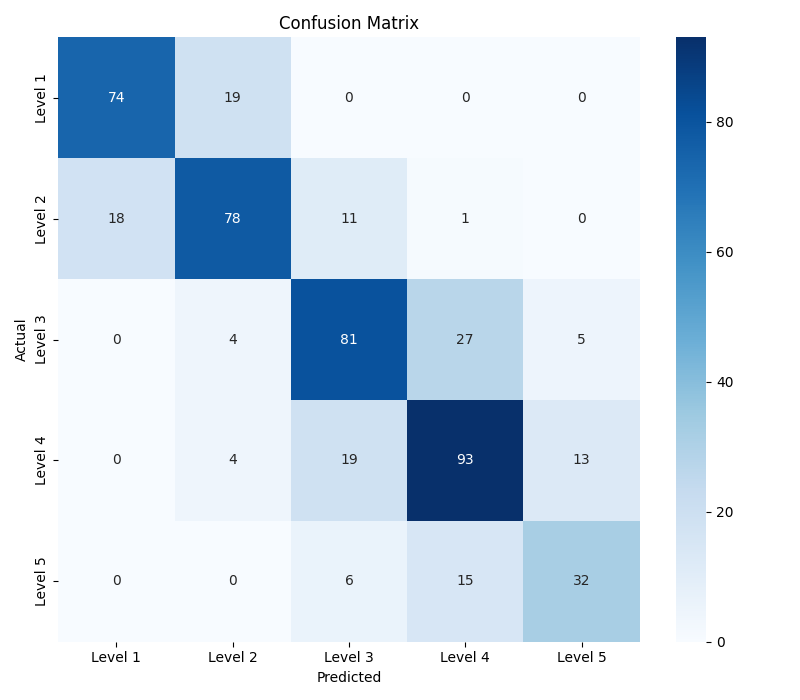 Confusion Matrix
Level 1 74 19 0 0 0
Level 2 18 78 11 1 0
Level 3 0 4 81 27 5
Level 4 0 4 19 93 13
Level 5 0 0 6 15 32
Level 1 Level 2 Level 3 Level 4 Level 5
Predicted
Actual
80
60
40
20
0